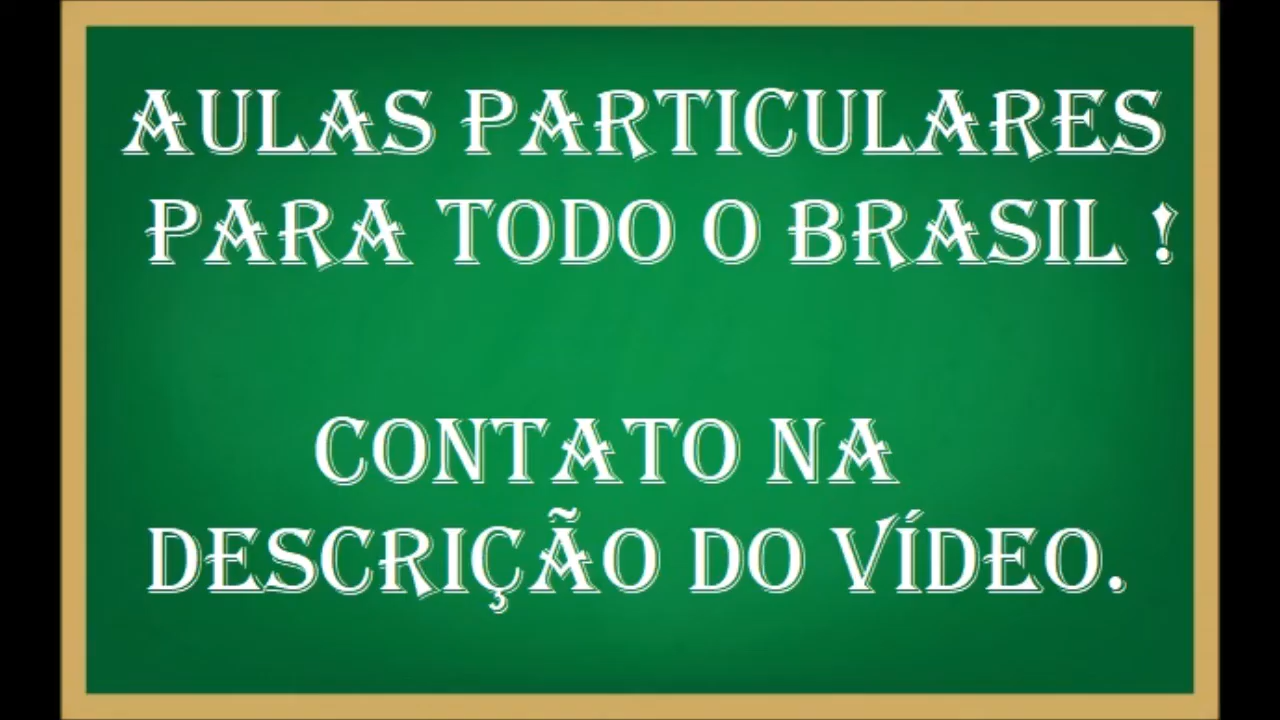 AULAS PARTICULARES
PARA TODO O BRASIL !
CONTATO NA
DESCRIÇÃO DO VÍDEO.